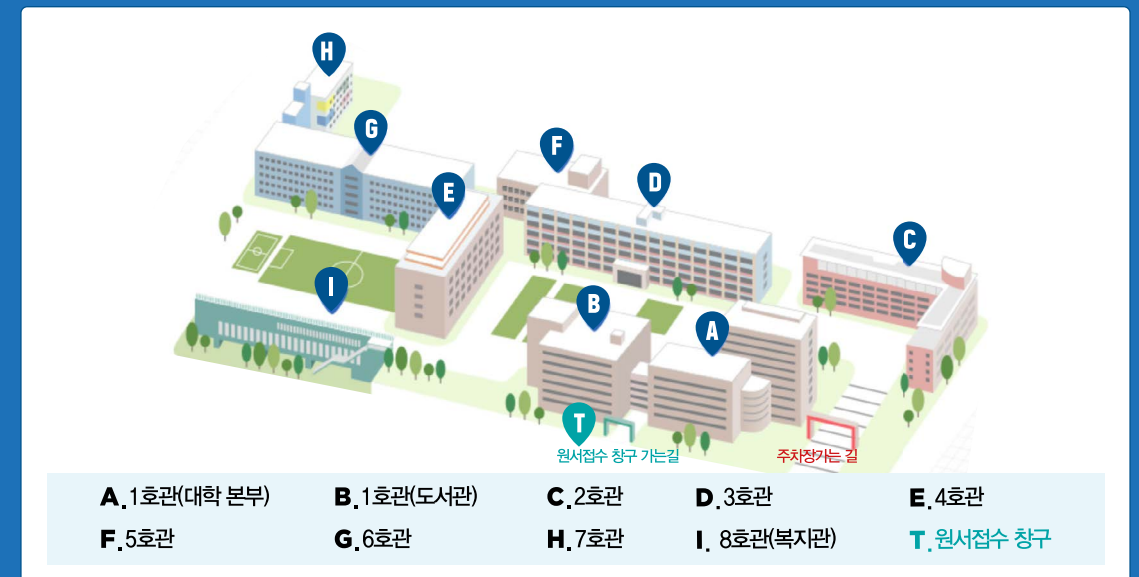 H
G
F
E
D
C
I
B
A
T
원서접수 창구 가는길
주차장가는 길
A. 1호관(대학 본부)
B. 1호관(도서관)
C. 2호관
D. 3호관
E. 4호관
F. 5호관
G. 6호관
H. 7호관
I. 8호관(복지관)
T. 원서접수 창구